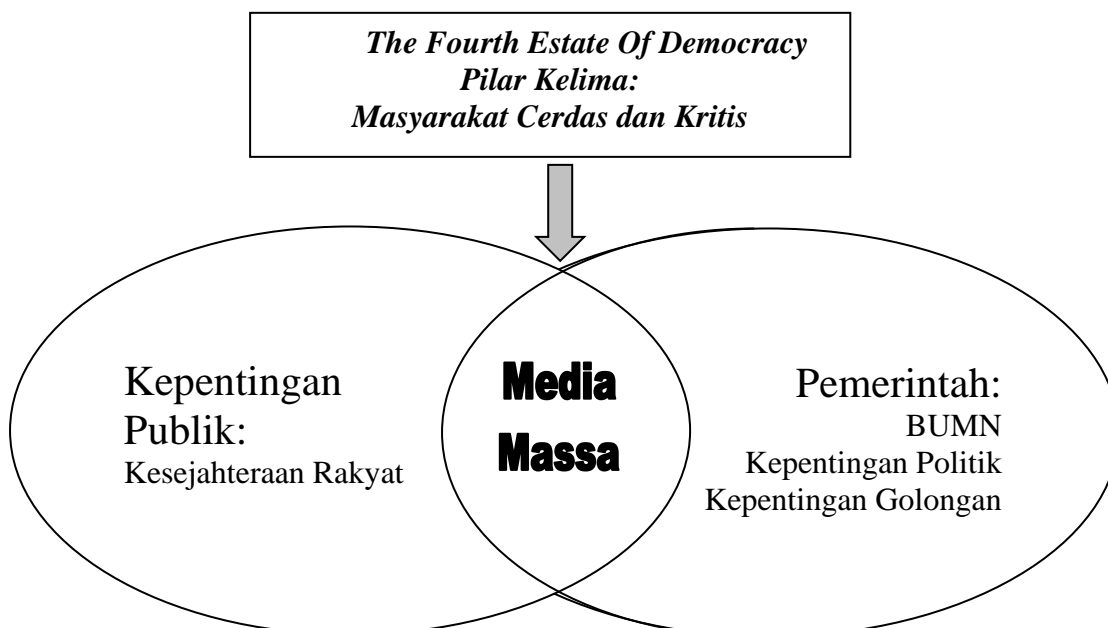 The Fourth Estate Of Democracy
Pilar Kelima:
Masyarakat Cerdas dan Kritis
Kepentingan
Publik:
Kesejahteraan Rakyat
Media
Massa
Pemerintah:
BUMN
Kepentingan Politik
Kepentingan Golongan